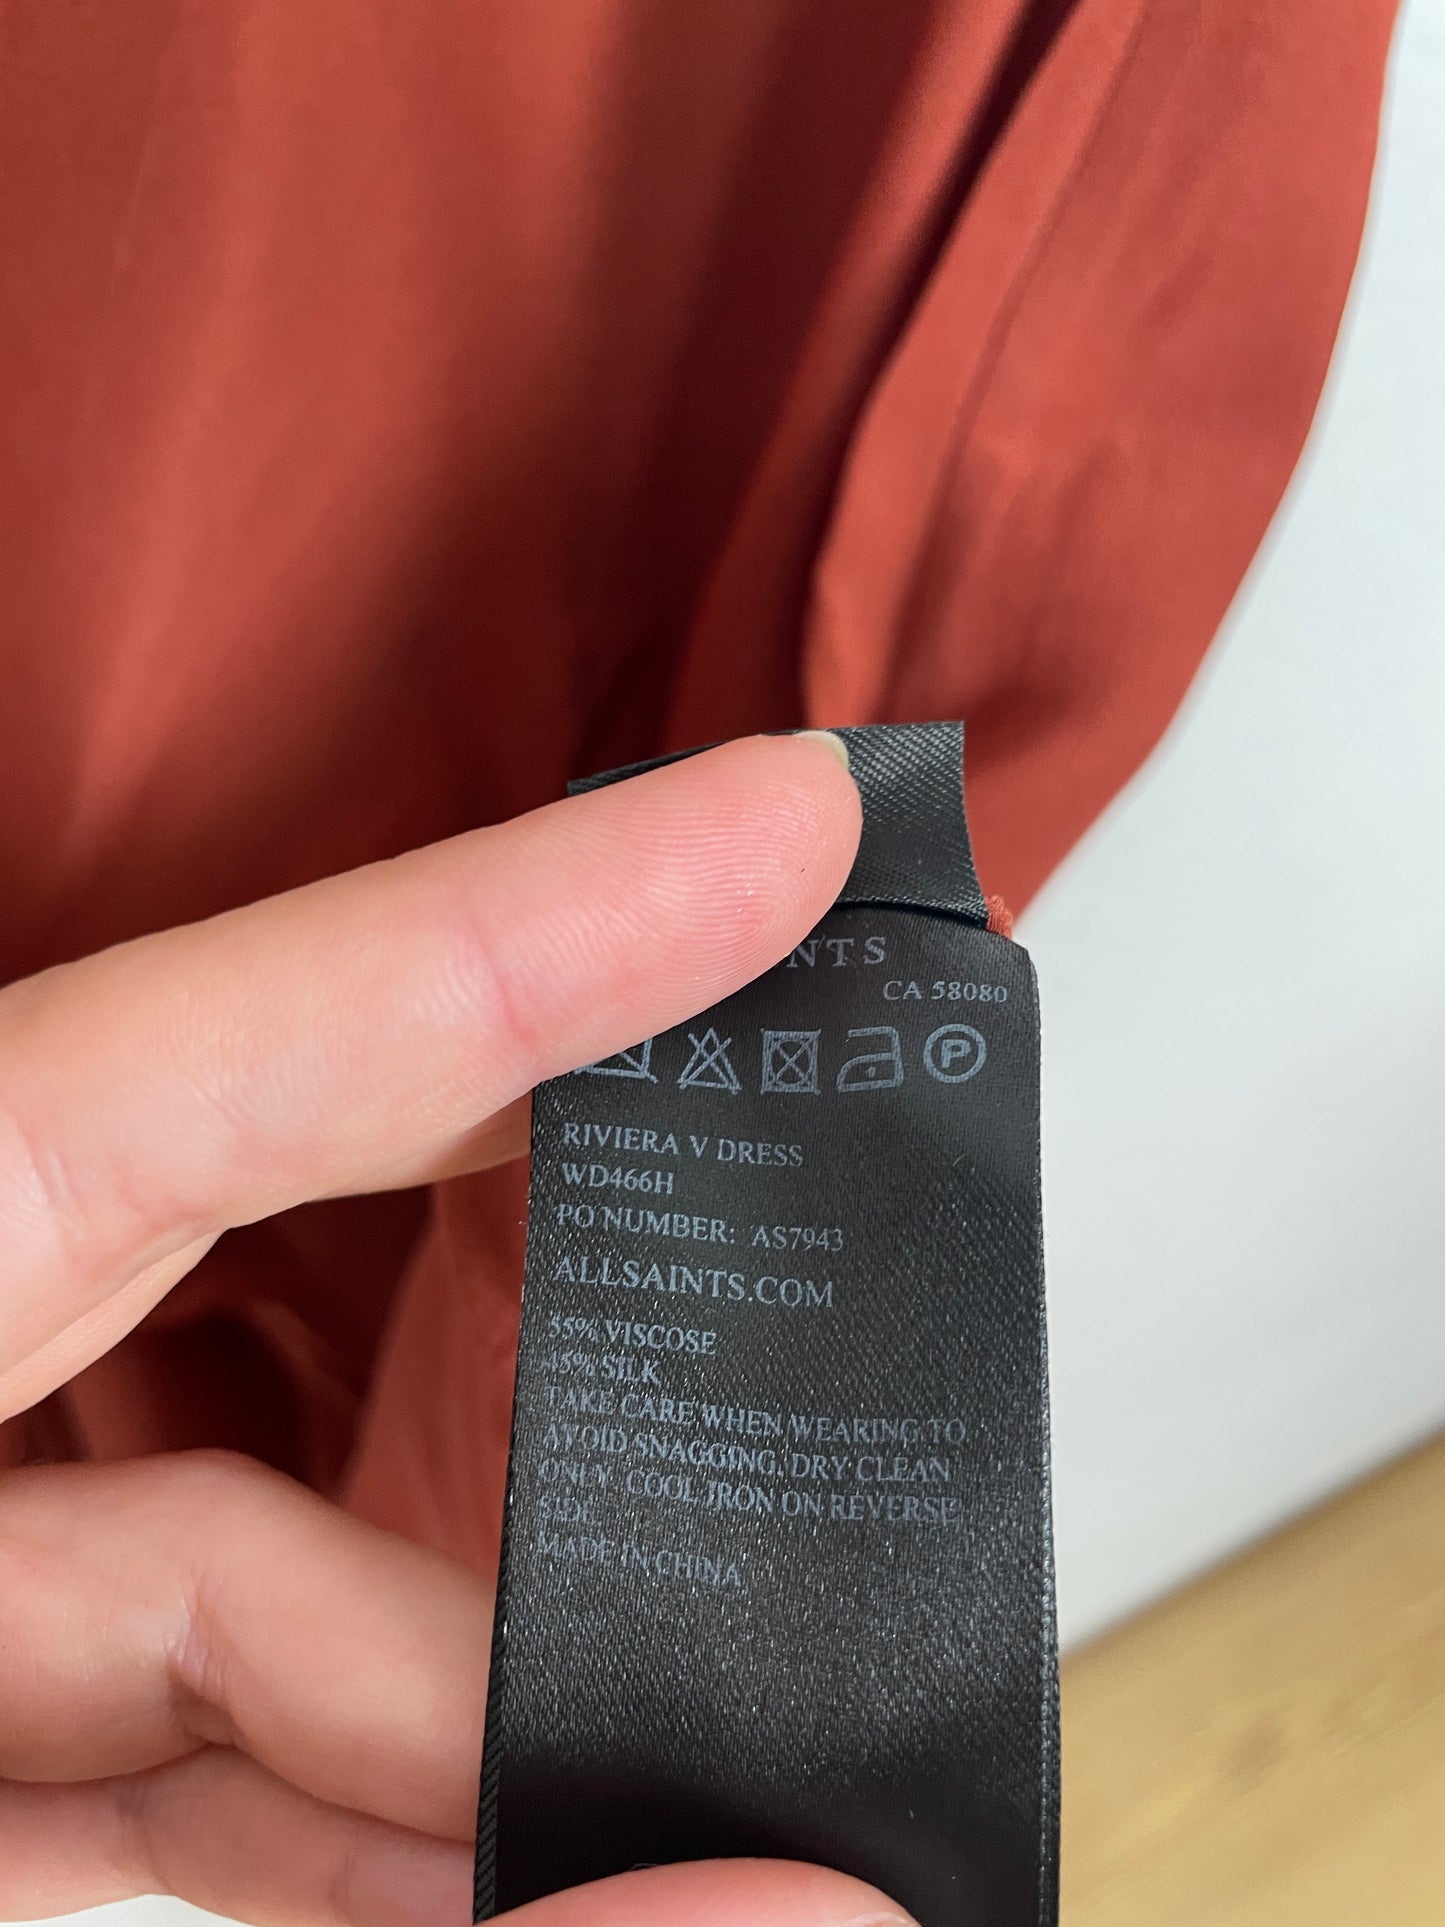 NTS
CA 58080
P
RIVIERA V DRESS
WD466H
PO NUMBER: AS7943
ALLSAINTS.COM
55% VISCOSE
45% SILK
TAKE CARE WHEN WEARING TO
AVOID SNAGGING. DRY CLEAN
ONLY. COOL IRON ON REVERSE
SIDE.
MADE IN CHINA